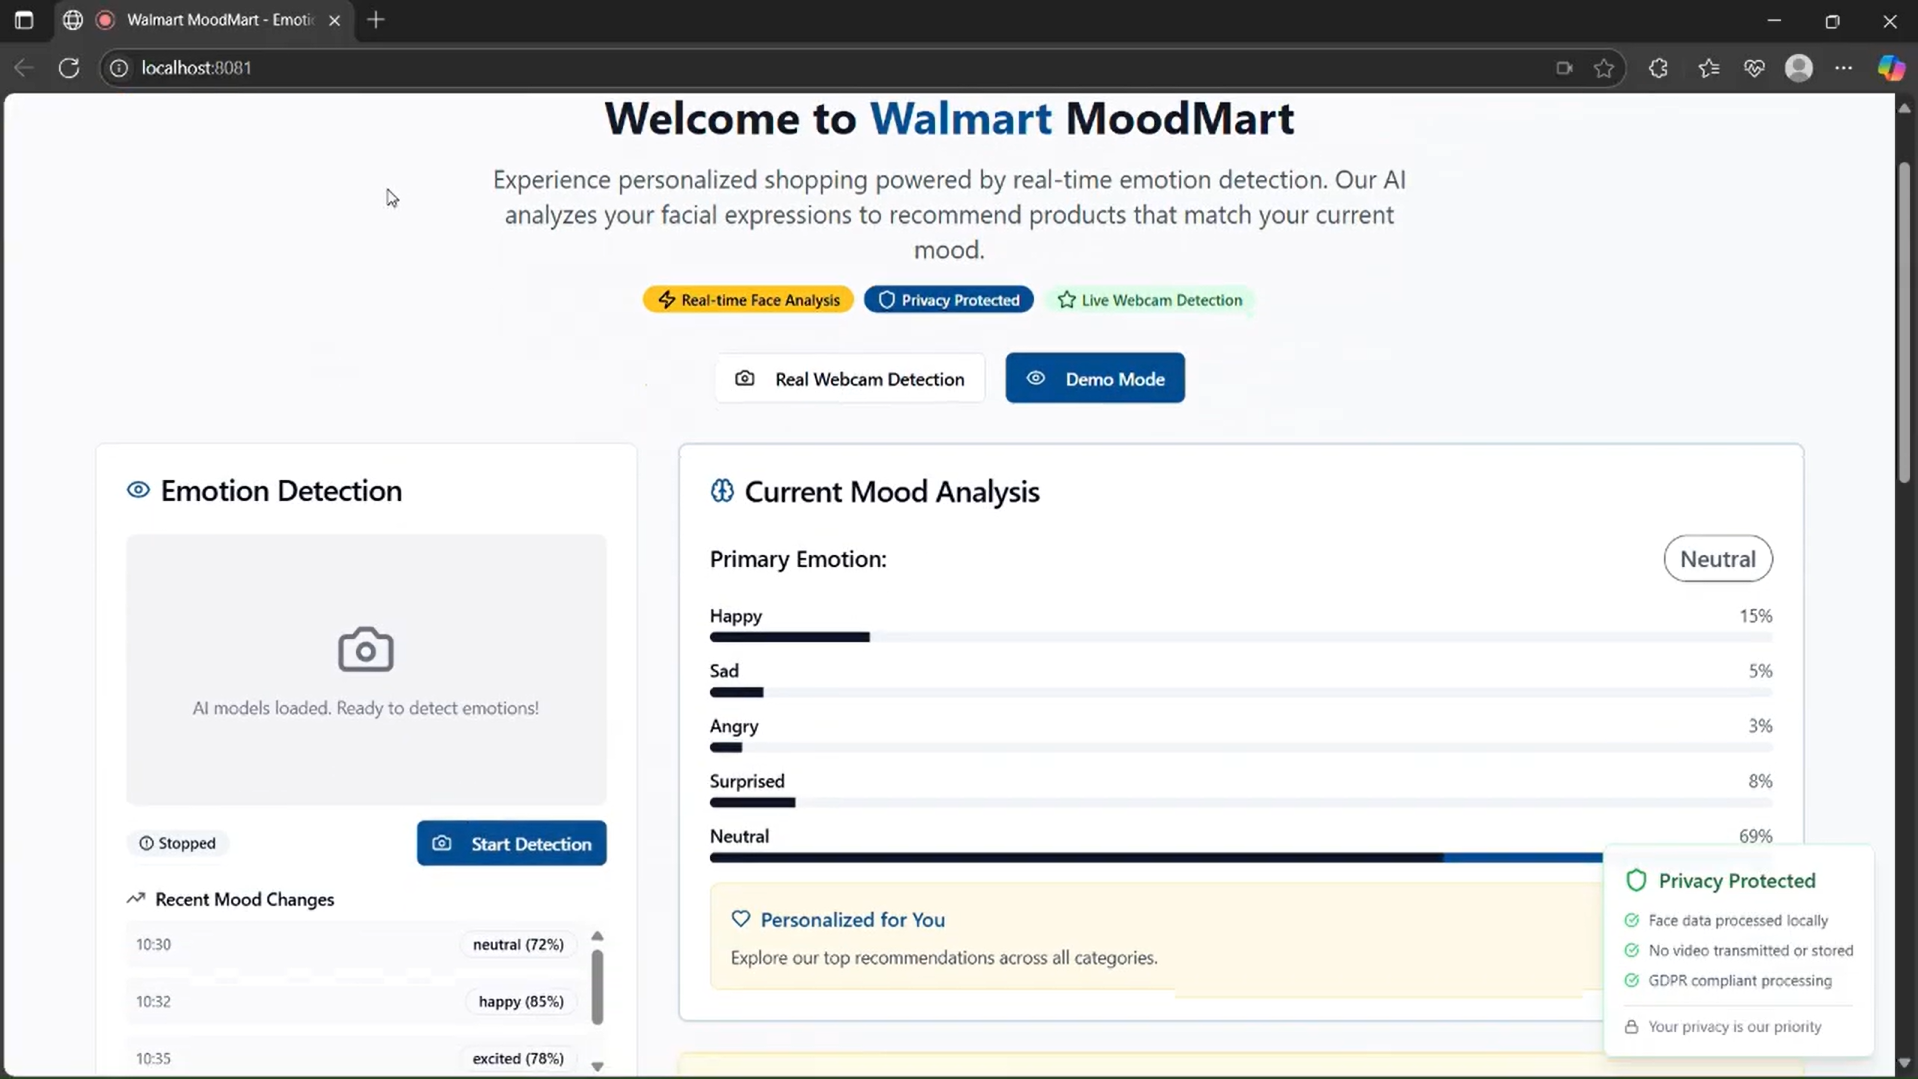 Walmart MoodMart - Emoti
localhost:8081
Welcome to Walmart MoodMart
Experience personalized shopping powered by real-time emotion detection. Our AI
analyzes your facial expressions to recommend products that match your current
mood.
Real-time Face Analysis
Privacy Protected
Live Webcam Detection
Real Webcam Detection
Demo Mode
Emotion Detection
AI models loaded. Ready to detect emotions!
Stopped
Start Detection
Recent Mood Changes
10:30 neutral (72%)
10:32 happy (85%)
10:35 excited (78%)
Current Mood Analysis
Primary Emotion: Neutral
Happy 15%
Sad 5%
Angry 3%
Surprised 8%
Neutral 69%
Personalized for You
Explore our top recommendations across all categories.
Privacy Protected
Face data processed locally
No video transmitted or stored
GDPR compliant processing
Your privacy is our priority